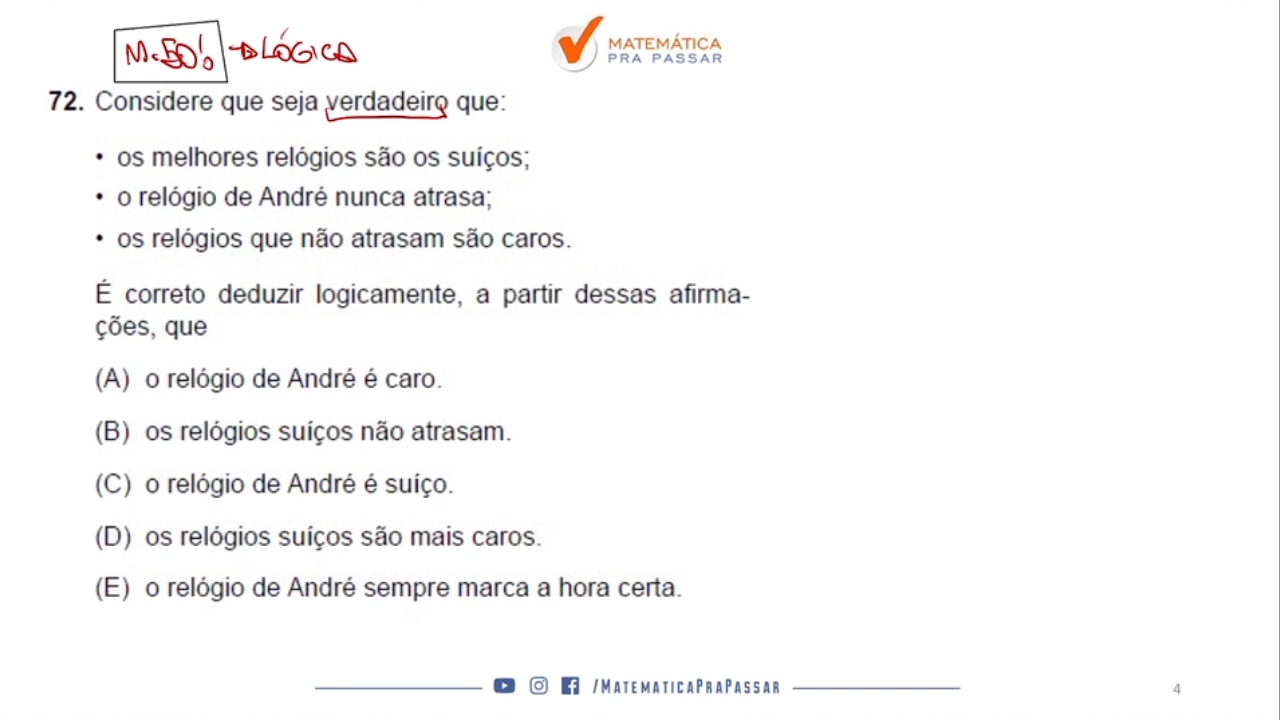 M-50! → LÓGICA
MATEMÁTICA
PRA PASSAR
72. Considere que seja verdadeiro que:
• os melhores relógios são os suíços;
• o relógio de André nunca atrasa;
• os relógios que não atrasam são caros.
É correto deduzir logicamente, a partir dessas afirma-
ções, que
(A) o relógio de André é caro.
(B) os relógios suíços não atrasam.
(C) o relógio de André é suíço.
(D) os relógios suíços são mais caros.
(E) o relógio de André sempre marca a hora certa.
/MATEMATICAPRAPASSAR
4